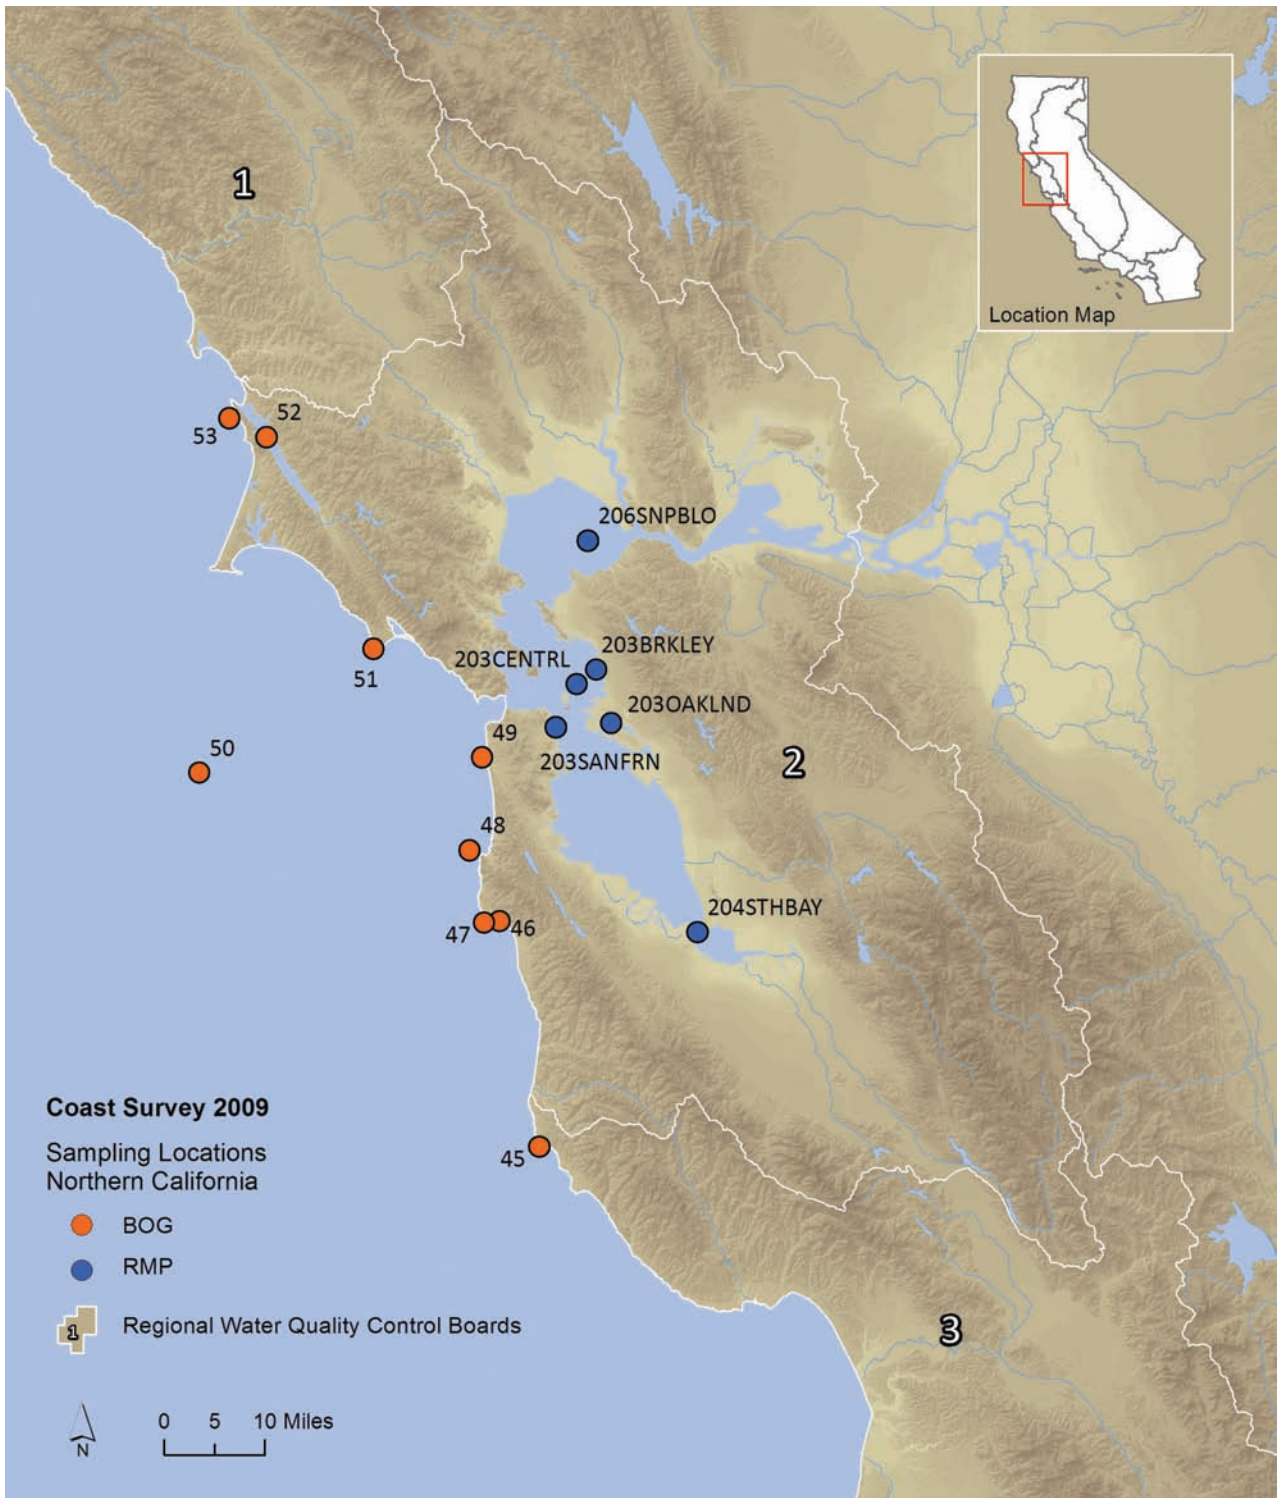 1
Location Map
52
53
206SNPBLO
203BRKLEY
203CENTRL
51
203OAKLND
49
50
203SANFRN
2
48
204STHBAY
47
46
Coast Survey 2009
Sampling Locations
Northern California
45
BOG
RMP
1
Regional Water Quality Control Boards
3
0 5 10 Miles
N